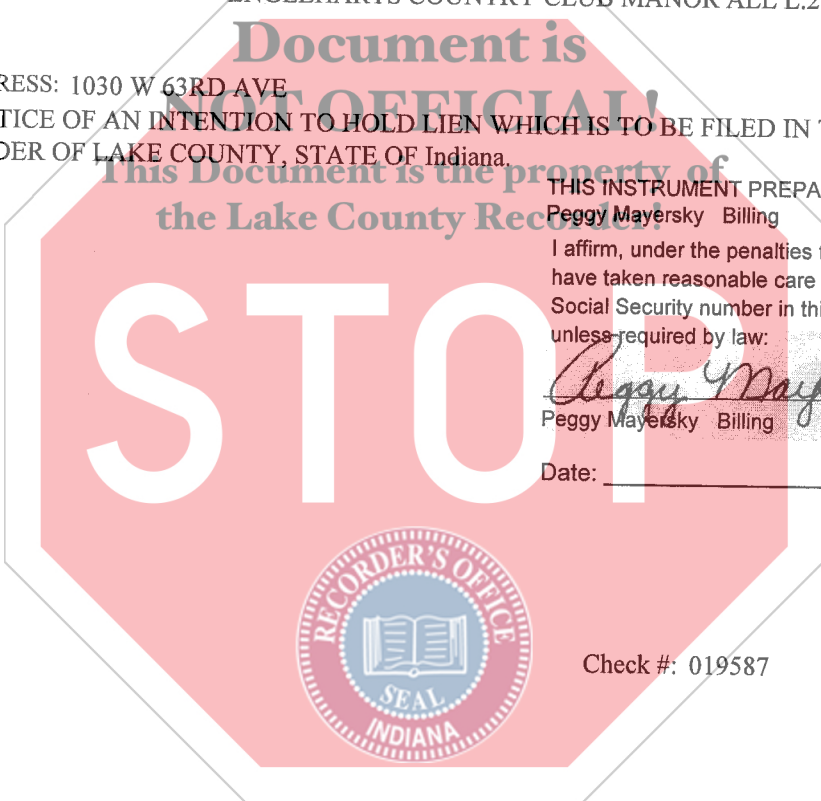 ENGLEHARTS COUNTRY CLUB MANOR ALL L.2
Document is
RESS: 1030 W 63RD AVE
NOT OFFICIAL!
TICE OF AN INTENTION TO HOLD LIEN WHICH IS TO BE FILED IN
DER OF LAKE COUNTY, STATE OF Indiana.
This Document is the property of
the Lake County Recorder!
THIS INSTRUMENT PREPA
Peggy Mayersky Billing
I affirm, under the penalties
have taken reasonable care
Social Security number in thi
unless required by law:
STOP
Peggy May
Peggy Mayersky Billing
Date:
RECORDER'S OFFICE
SEAL
INDIANA
Check #: 019587